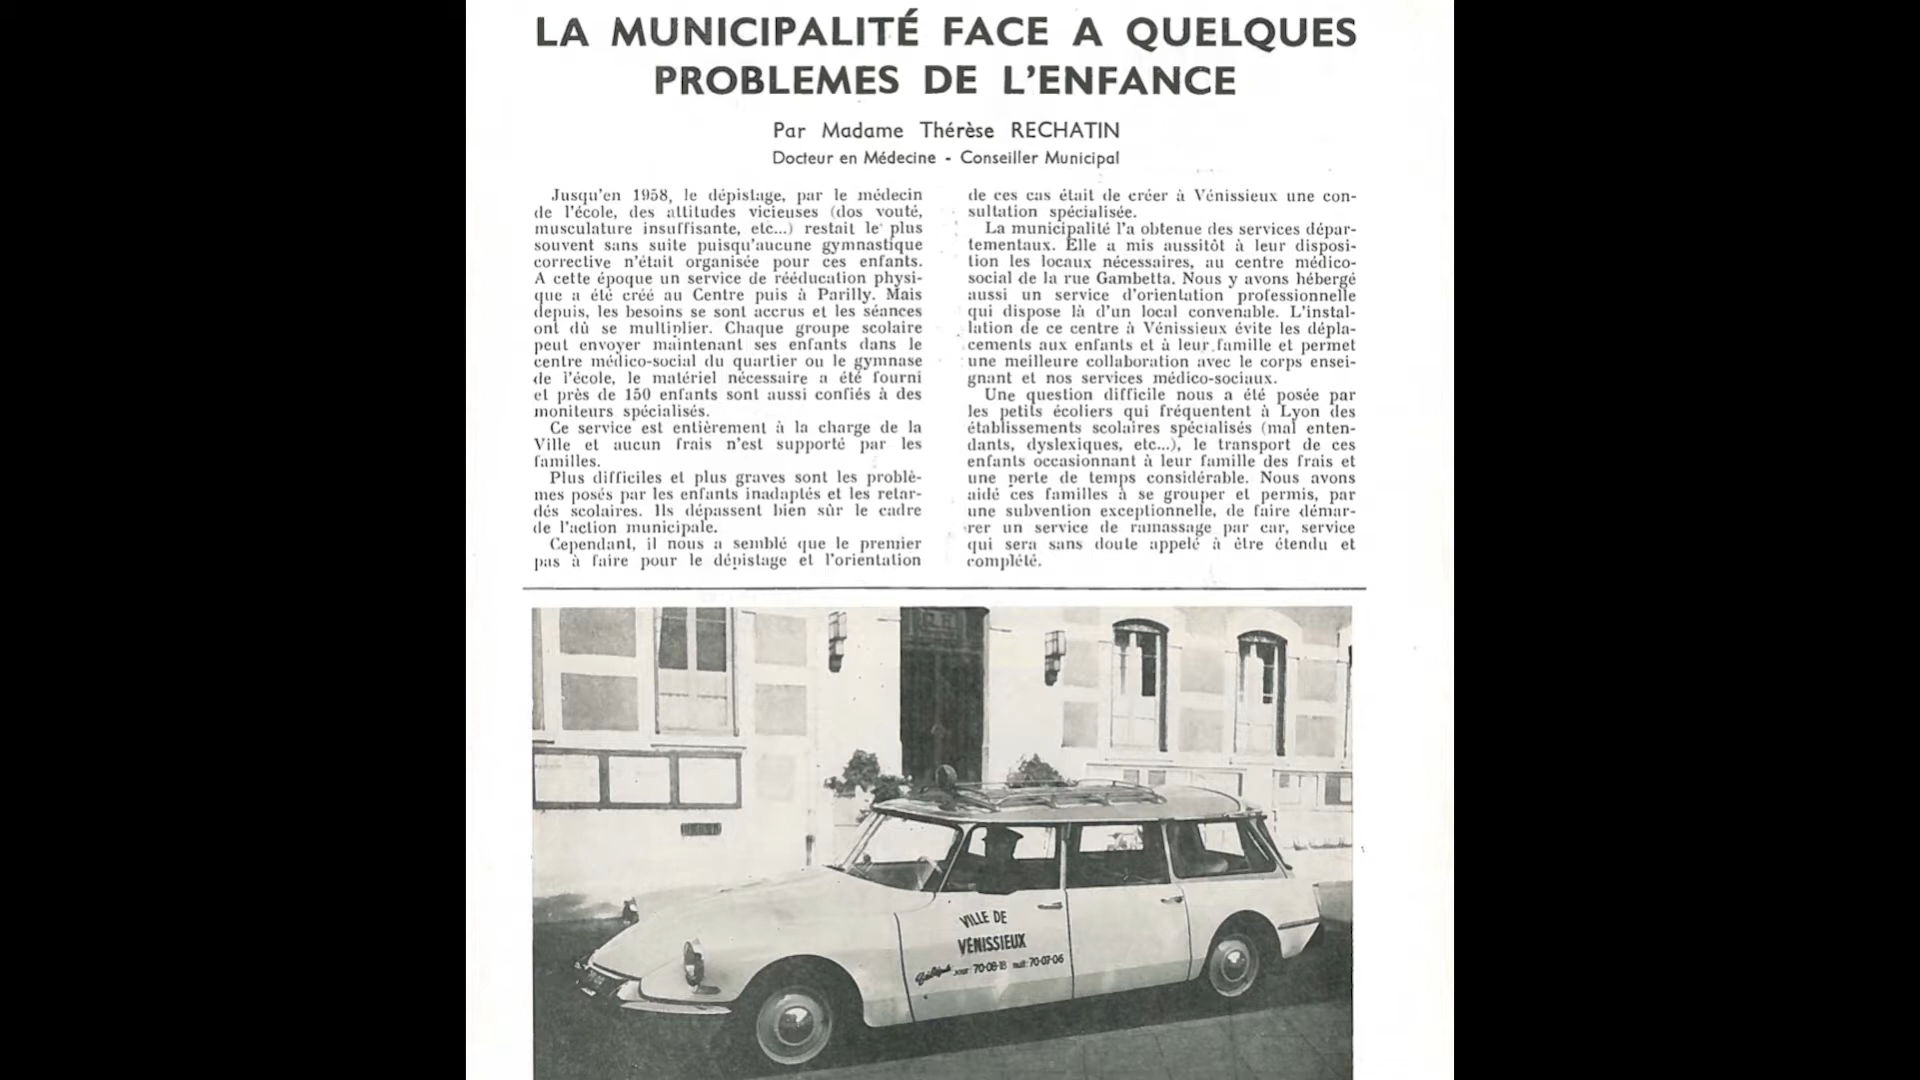 LA MUNICIPALITÉ FACE A QUELQUES
PROBLEMES DE L'ENFANCE
Par Madame Thérèse RECHATIN
Docteur en Médecine - Conseiller Municipal
Jusqu'en 1958, le dépistage, par le médecin
de l'école, des attitudes vicieuses (dos vouté,
musculature insuffisante, etc...) restait le plus
souvent sans suite puisqu'aucune gymnastique
corrective n'était organisée pour ces enfants.
A cette époque un service de rééducation physi-
que a été créé au Centre puis à Parilly. Mais
depuis, les besoins se sont accrus et les séances
ont dû se multiplier. Chaque groupe scolaire
peut envoyer maintenant ses enfants dans le
centre médico-social du quartier ou le gymnase
de l'école, le matériel nécessaire a été fourni
et près de 150 enfants sont aussi confiés à des
moniteurs spécialisés.
Ce service est entièrement à la charge de la
Ville et aucun frais n'est supporté par les
familles.
Plus difficiles et plus graves sont les problè-
mes posés par les enfants inadaptés et les retar-
dés scolaires. Ils dépassent bien sûr le cadre
de l'action municipale.
Cependant, il nous a semblé que le premier
pas à faire pour le dépistage et l'orientation
de ces cas était de créer à Vénissieux une con-
sultation spécialisée.
La municipalité l'a obtenue des services dépar-
tementaux. Elle a mis aussitôt à leur disposi-
tion les locaux nécessaires, au centre médico-
social de la rue Gambetta. Nous y avons hébergé
aussi un service d'orientation professionnelle
qui dispose là d'un local convenable. L'instal-
lation de ce centre à Vénissieux évite les dépla-
cements aux enfants et à leur famille et permet
une meilleure collaboration avec le corps ensei-
gnant et nos services médico-sociaux.
Une question difficile nous a été posée par
les petits écoliers qui fréquentent à Lyon des
établissements scolaires spécialisés (mal enten-
dants, dyslexiques, etc...), le transport de ces
enfants occasionnant à leur famille des frais et
une perte de temps considérable. Nous avons
aidé ces familles à se grouper et permis, par
une subvention exceptionnelle, de faire démar-
rer un service de ramassage par car, service
qui sera sans doute appelé à être étendu et
complété.
VILLE DE
VÉNISSIEUX
jour: 70-08-18 nuit: 70-07-06